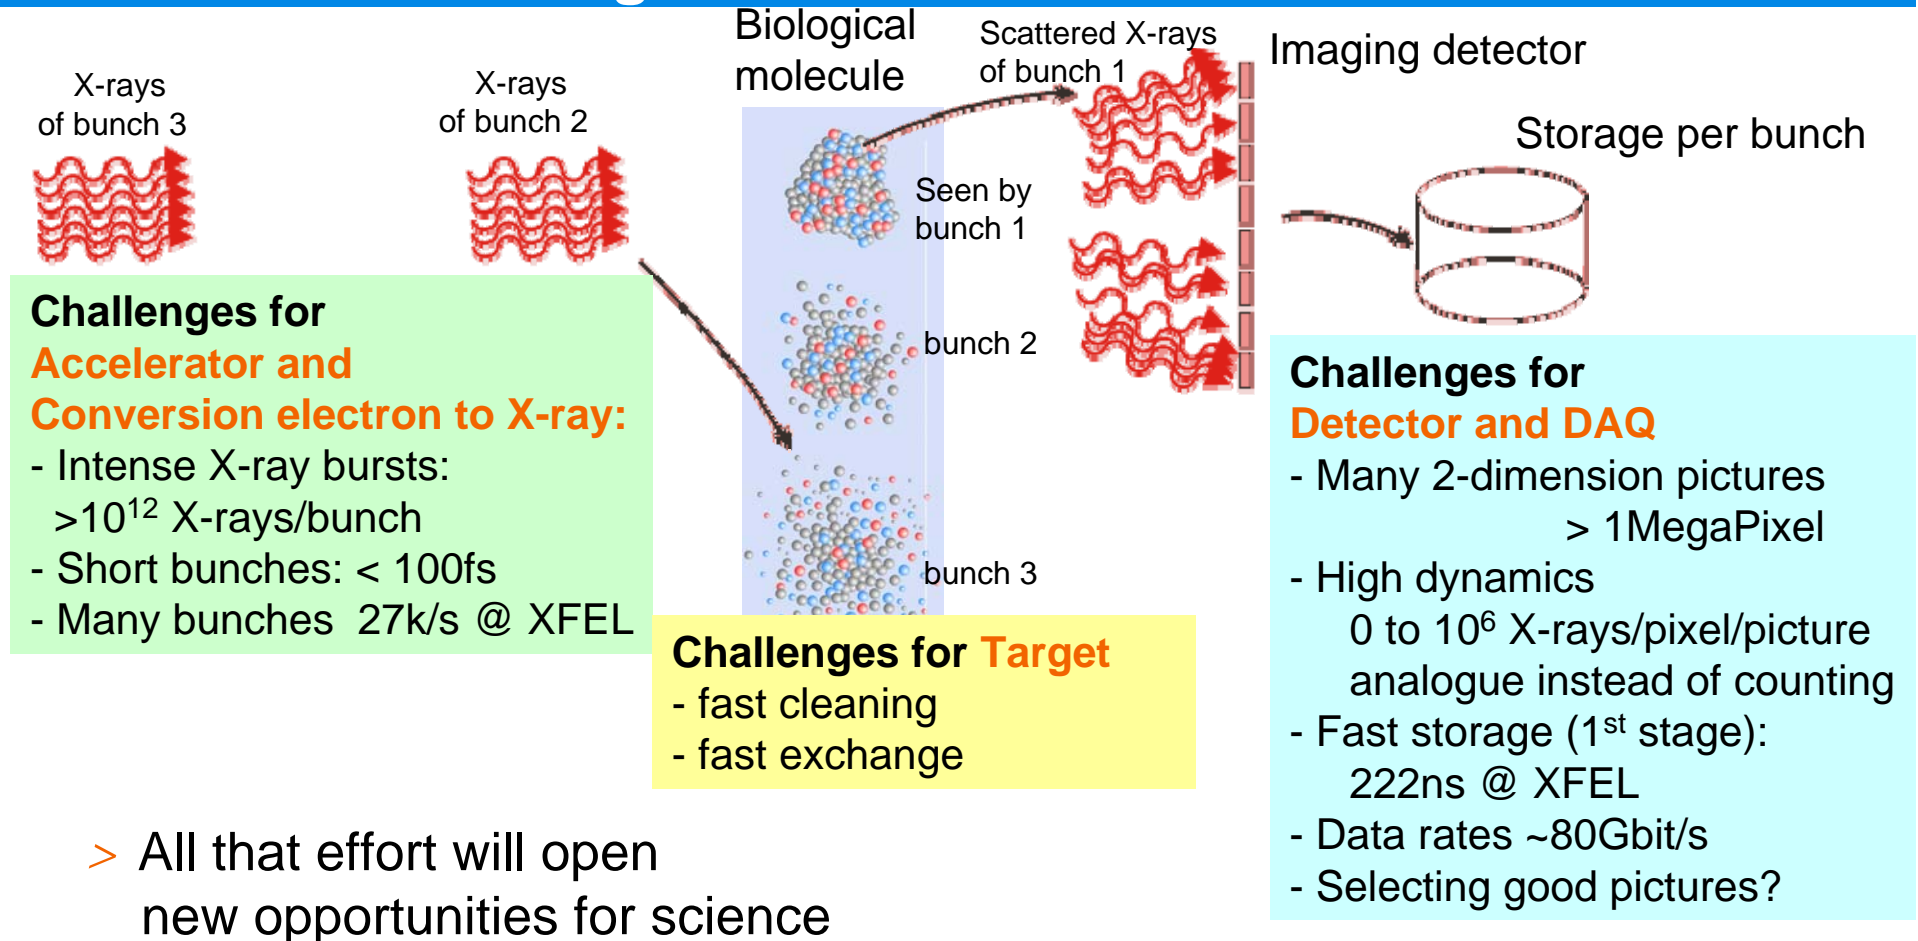 Biological
molecule
Scattered X-rays
of bunch 1
Imaging detector
X-rays
of bunch 3
X-rays
of bunch 2
Storage per bunch
Seen by
bunch 1
bunch 2
bunch 3
Challenges for
Accelerator and
Conversion electron to X-ray:
- Intense X-ray bursts:
>10¹² X-rays/bunch
- Short bunches: < 100fs
- Many bunches 27k/s @ XFEL
Challenges for Target
- fast cleaning
- fast exchange
Challenges for
Detector and DAQ
- Many 2-dimension pictures
> 1MegaPixel
- High dynamics
0 to 10⁶ X-rays/pixel/picture
analogue instead of counting
- Fast storage (1ˢᵗ stage):
222ns @ XFEL
- Data rates ~80Gbit/s
- Selecting good pictures?
> All that effort will open
new opportunities for science